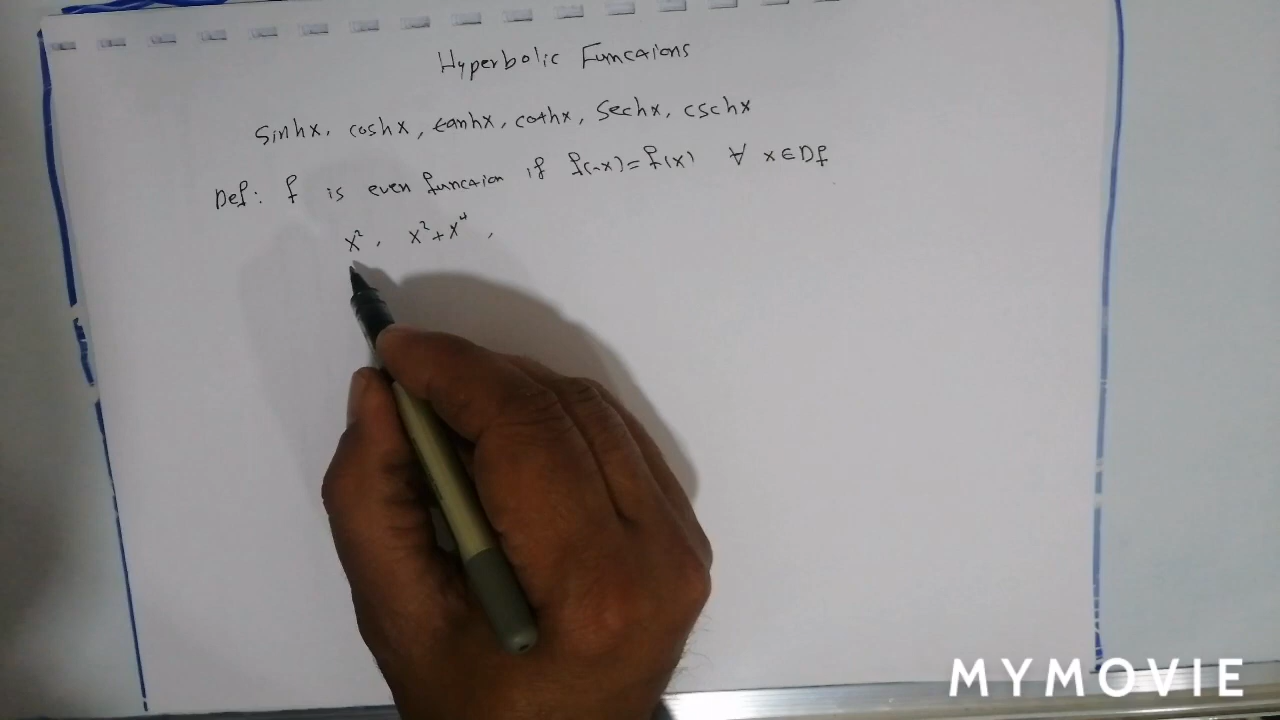 Hyperbolic Funcaions
sinhx, coshx, tanhx, cothx, sechx, cschx
Def: f is even funcaion if f(-x)=f(x) ∀ x∈Df
x², x²+x⁴,
MYMOVIE